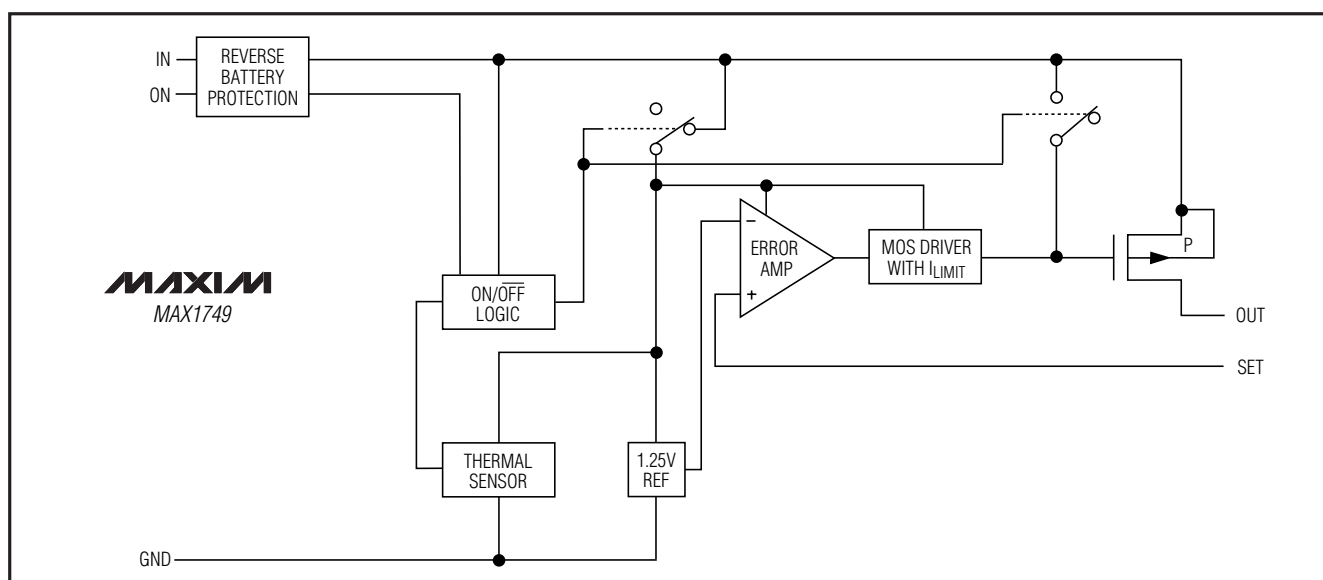 IN
ON
REVERSE
BATTERY
PROTECTION
MAXIM
MAX1749
ON/OFF
LOGIC
THERMAL
SENSOR
1.25V
REF
−
+
ERROR
AMP
MOS DRIVER
WITH ILIMIT
P
OUT
SET
GND